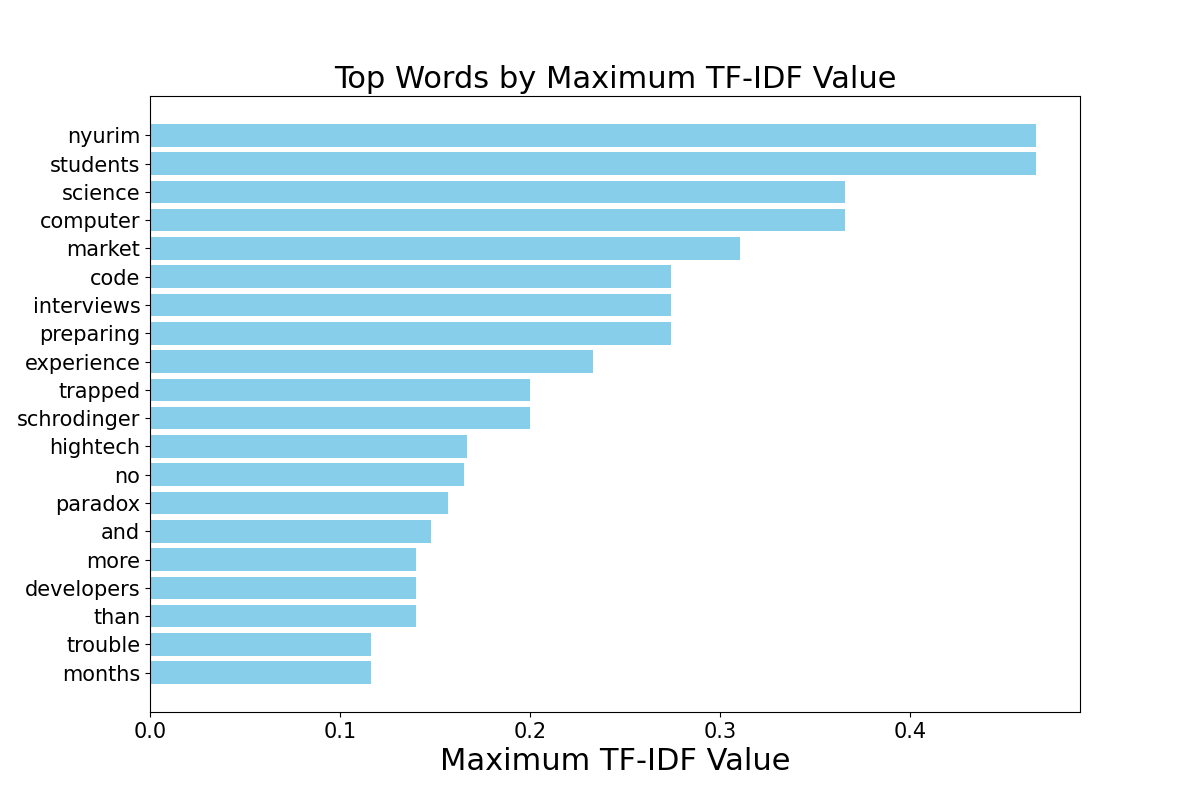 Top Words by Maximum TF-IDF Value
nyurim
students
science
computer
market
code
interviews
preparing
experience
trapped
schrodinger
hightech
no
paradox
and
more
developers
than
trouble
months
0.0 0.1 0.2 0.3 0.4
Maximum TF-IDF Value